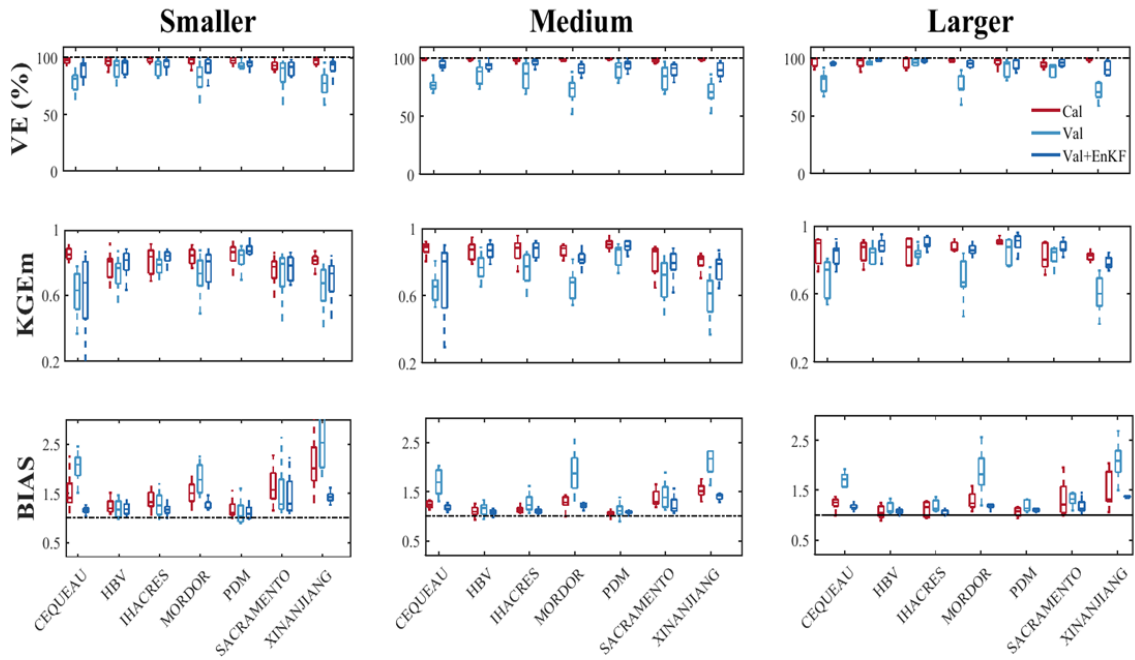 Smaller Medium Larger
VE (%)
100
50
0
100
50
0
100
50
0
Cal
Val
Val+EnKF
KGEm
1
0.6
0.2
1
0.6
0.2
1
0.6
0.2
BIAS
2.5
1.5
0.5
2.5
1.5
0.5
2.5
1.5
0.5
CEQUEAU
HBV
IHACRES
MORDOR
PDM
SACRAMENTO
XINANJIANG
CEQUEAU
HBV
IHACRES
MORDOR
PDM
SACRAMENTO
XINANJIANG
CEQUEAU
HBV
IHACRES
MORDOR
PDM
SACRAMENTO
XINANJIANG